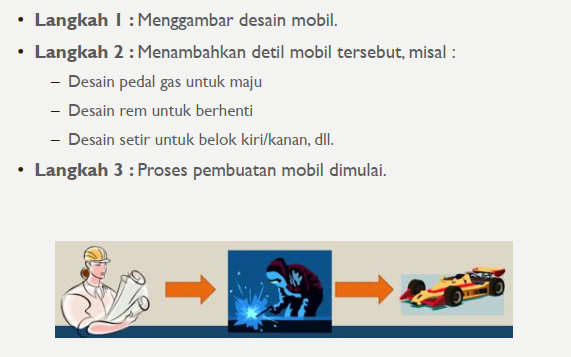 • Langkah 1 : Menggambar desain mobil.
• Langkah 2 : Menambahkan detil mobil tersebut, misal :
– Desain pedal gas untuk maju
– Desain rem untuk berhenti
– Desain setir untuk belok kiri/kanan, dll.
• Langkah 3 : Proses pembuatan mobil dimulai.